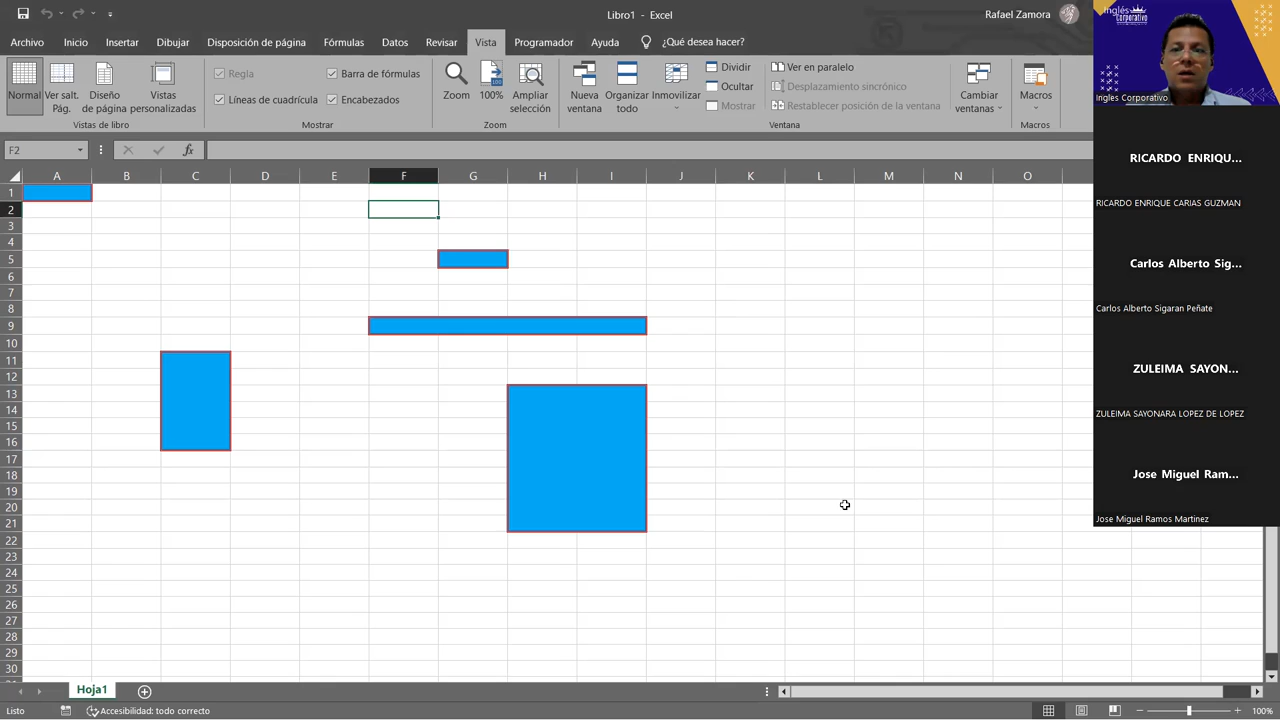 Libro1 - Excel
Rafael Zamora
Archivo Inicio Insertar Dibujar Disposición de página Fórmulas Datos Revisar Vista Programador Ayuda ¿Qué desea hacer?
Normal
Ver salt. Pág.
Diseño de página
Vistas personalizadas
Vistas de libro
Regla
Barra de fórmulas
Líneas de cuadrícula
Encabezados
Mostrar
Zoom
100
100%
Ampliar selección
Zoom
Nueva ventana
Organizar todo
Inmovilizar
Dividir
Ocultar
Mostrar
Ver en paralelo
Desplazamiento sincrónico
Restablecer posición de la ventana
Cambiar ventanas
Ventana
Macros
Macros
F2
fx
A B C D E F G H I J K L M N O
1
2
3
4
5
6
7
8
9
10
11
12
13
14
15
16
17
18
19
20
21
22
23
24
25
26
27
28
29
30
Hoja1
Listo
Accesibilidad: todo correcto
100%
Inglés
Corporativo
Ingles Corporativo
RICARDO ENRIQU...
RICARDO ENRIQUE CARIAS GUZMAN
Carlos Alberto Sig...
Carlos Alberto Sigaran Peñate
ZULEIMA SAYON...
ZULEIMA SAYONARA LOPEZ DE LOPEZ
Jose Miguel Ram...
Jose Miguel Ramos Martinez